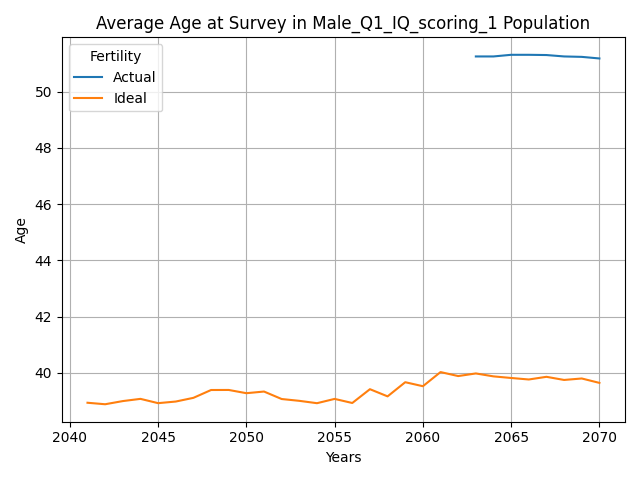 Average Age at Survey in Male_Q1_IQ_scoring_1 Population
Fertility
Actual
Ideal
Age
50
48
46
44
42
40
2040
2045
2050
2055
2060
2065
2070
Years